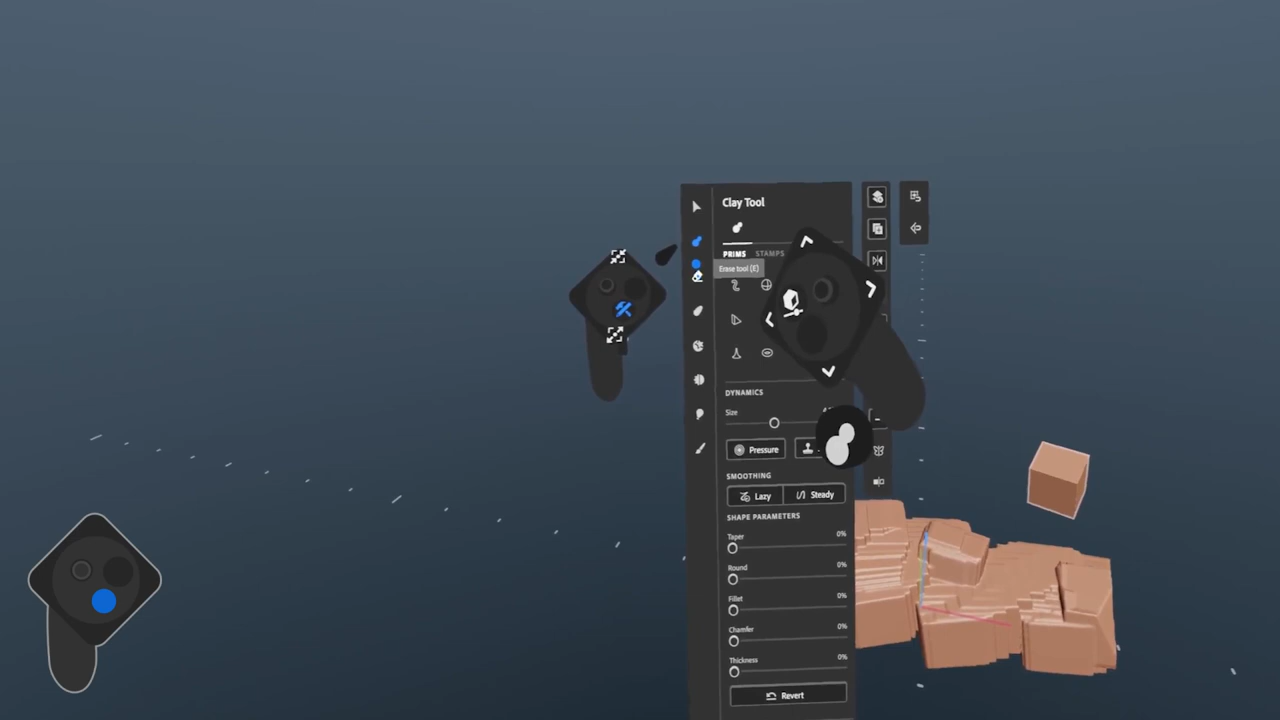 Clay Tool
PRIMS STAMPS
Erase tool (E)
DYNAMICS
Size
Pressure
SMOOTHING
Lazy Steady
SHAPE PARAMETERS
Taper 0%
Round 0%
Fillet 0%
Chamfer 0%
Thickness 0%
Revert